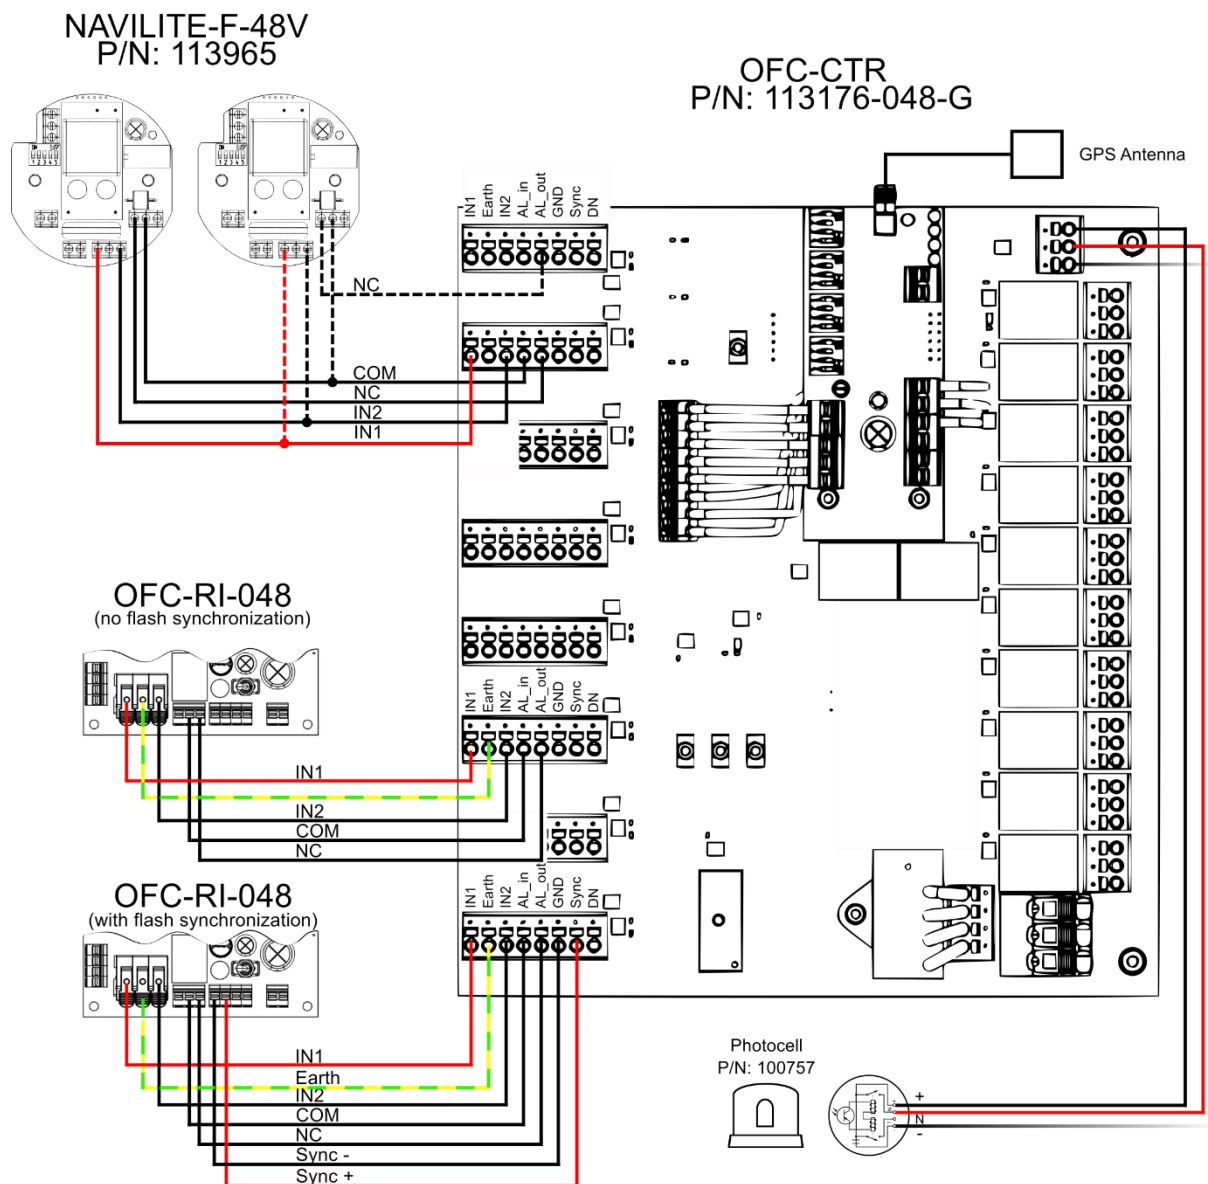 NAVILITE-F-48V
P/N: 113965
OFC-CTR
P/N: 113176-048-G
GPS Antenna
IN1
Earth
IN2
AL_in
AL_out
GND
Sync
DN
NC
COM
NC
IN2
IN1
OFC-RI-048
(no flash synchronization)
IN1
Earth
IN2
AL_in
AL_out
GND
Sync
DN
IN1
IN2
COM
NC
OFC-RI-048
(with flash synchronization)
IN1
Earth
IN2
AL_in
AL_out
GND
Sync
DN
IN1
Earth
IN2
COM
NC
Sync -
Sync +
Photocell
P/N: 100757
+
N
-